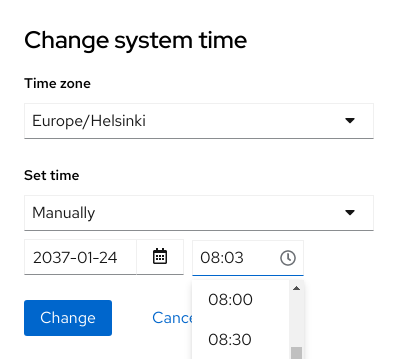 Change system time
Time zone
Europe/Helsinki
Set time
Manually
2037-01-24 08:03
08:00
08:30
Change